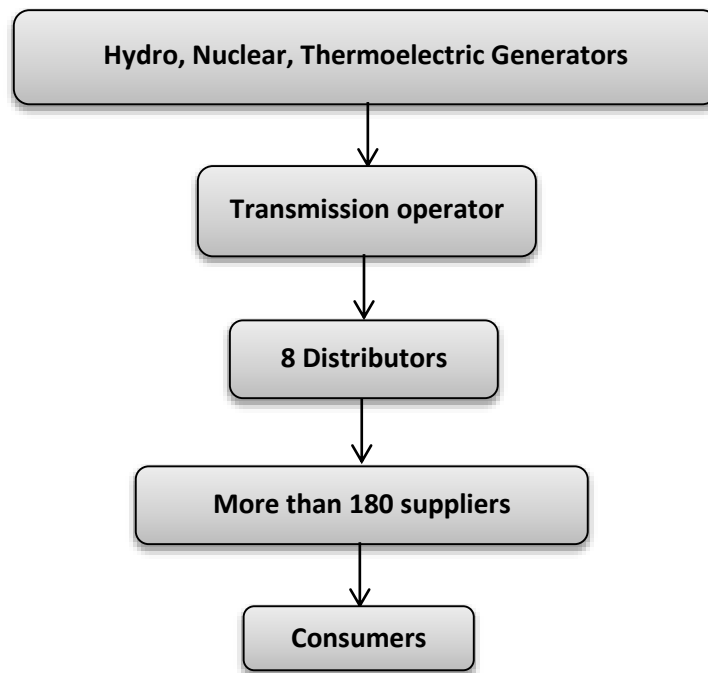 Hydro, Nuclear, Thermoelectric Generators
Transmission operator
8 Distributors
More than 180 suppliers
Consumers